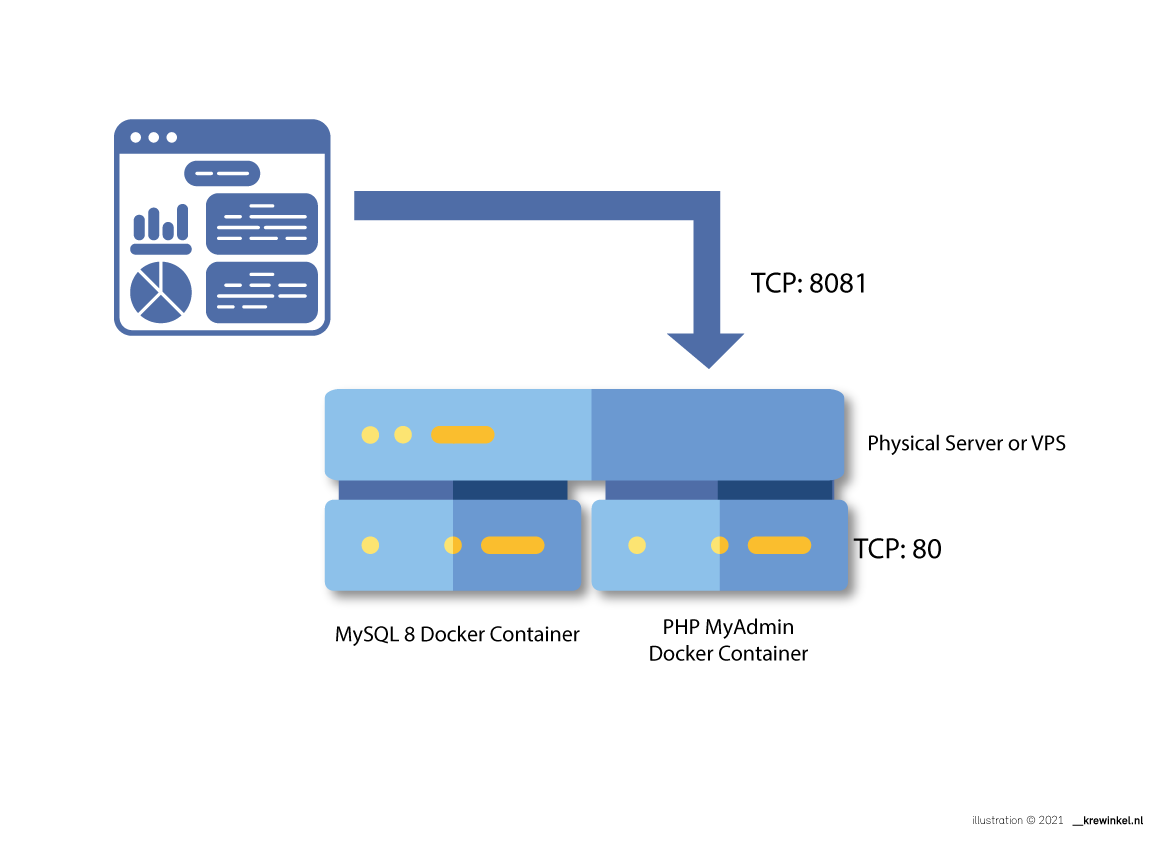 TCP: 8081
Physical Server or VPS
TCP: 80
MySQL 8 Docker Container
PHP MyAdmin
Docker Container
illustration © 2021 __krewinkel.nl